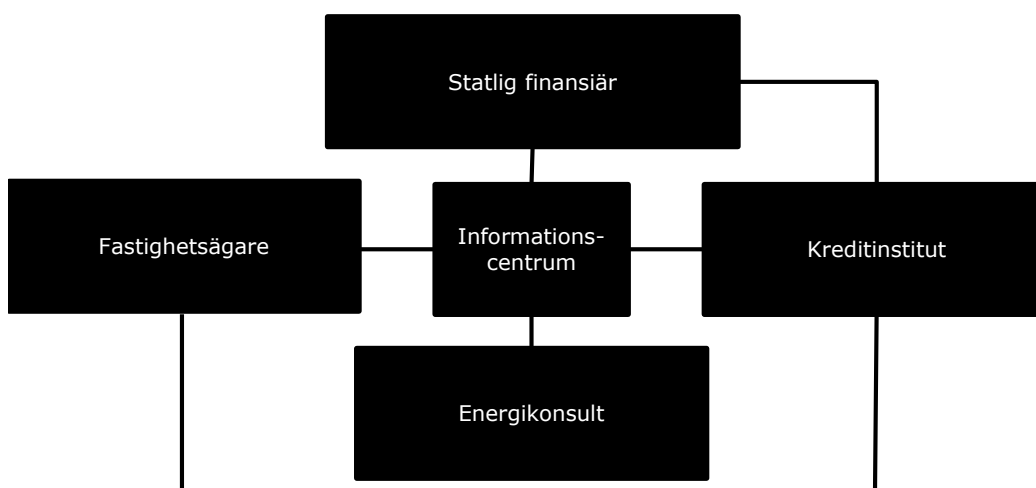 Statlig finansiär
Fastighetsägare
Informations-
centrum
Kreditinstitut
Energikonsult